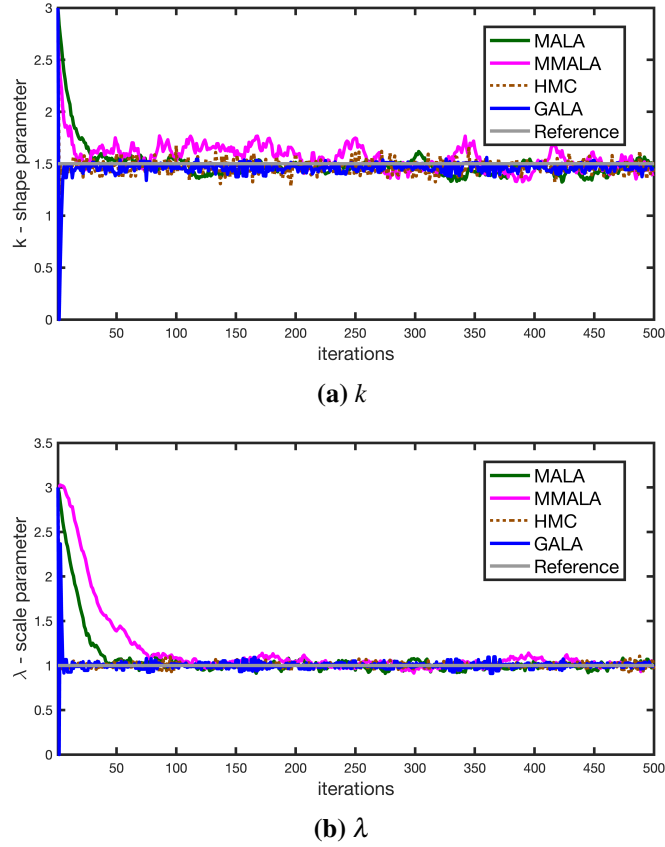 3
2.5
2
1.5
1
0.5
0
k - shape parameter
MALA
MMALA
HMC
GALA
Reference
50 100 150 200 250 300 350 400 450 500
iterations
(a) k
3.5
3
2.5
2
1.5
1
0.5
0
λ - scale parameter
MALA
MMALA
HMC
GALA
Reference
50 100 150 200 250 300 350 400 450 500
iterations
(b) λ